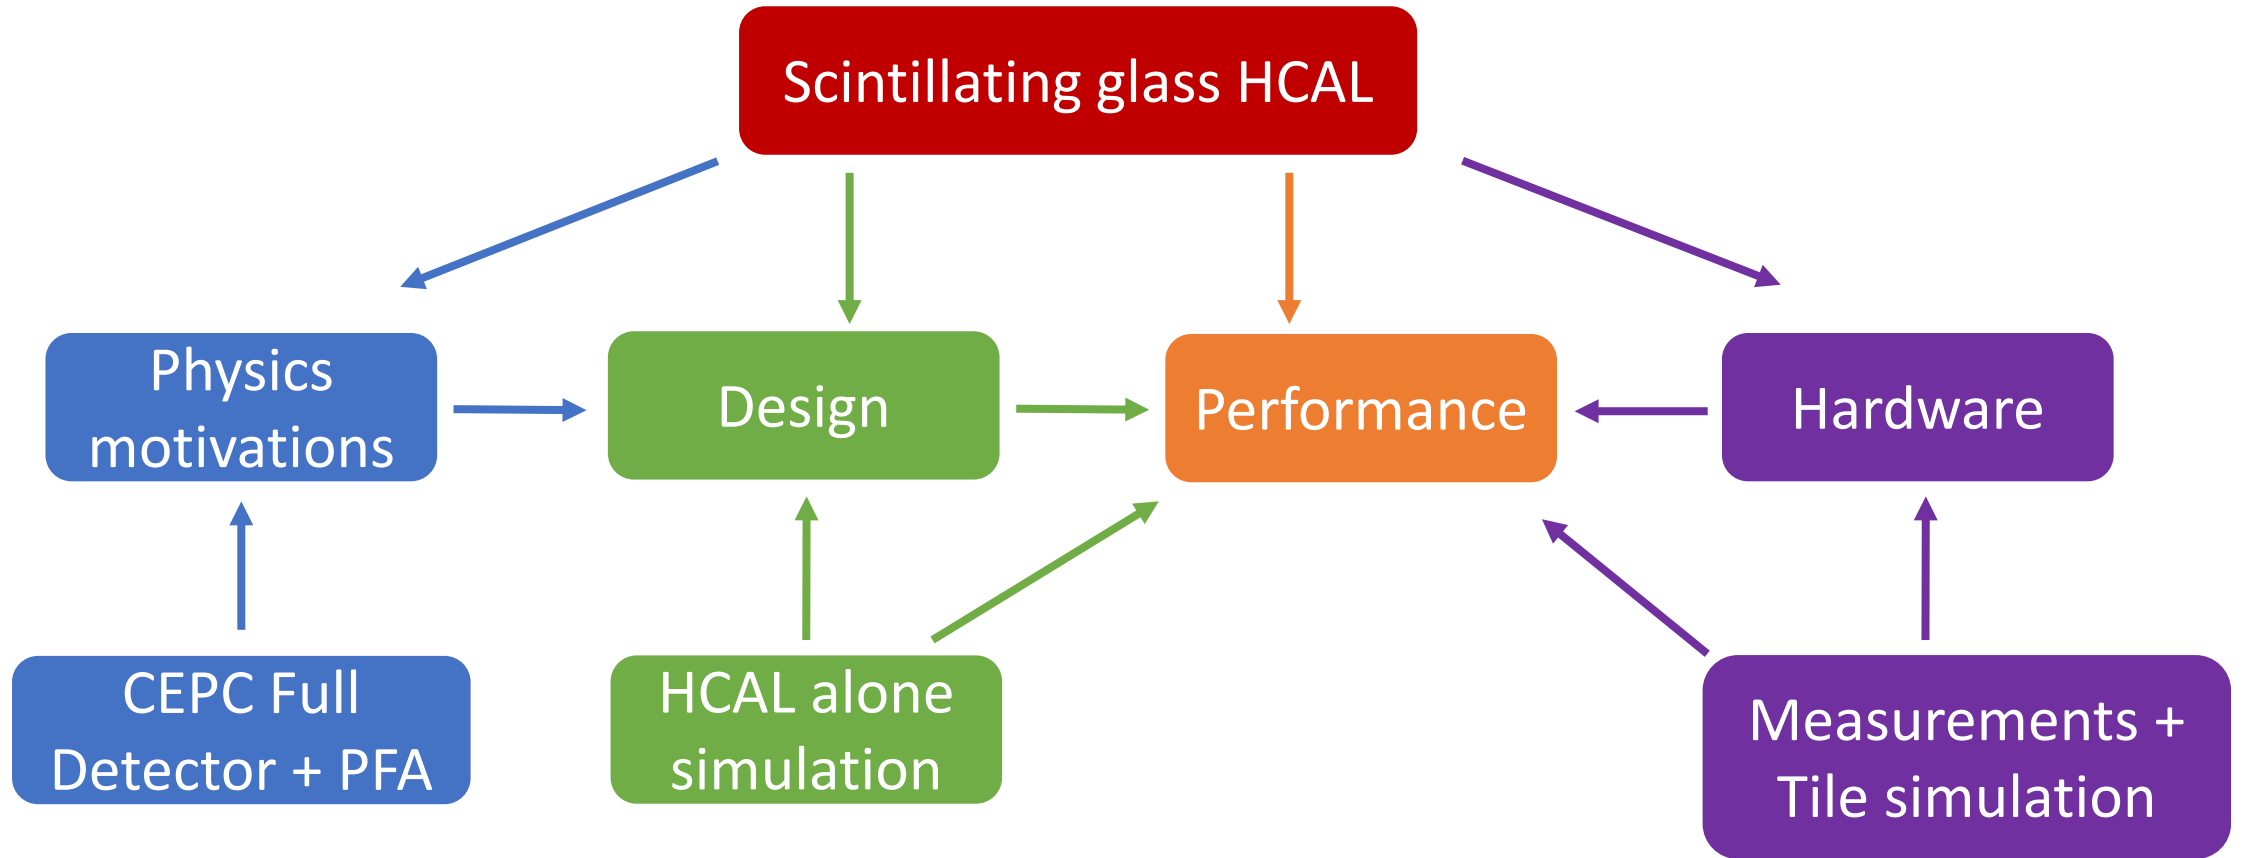 Scintillating glass HCAL
Physics
motivations
Design
Performance
Hardware
CEPC Full
Detector + PFA
HCAL alone
simulation
Measurements +
Tile simulation